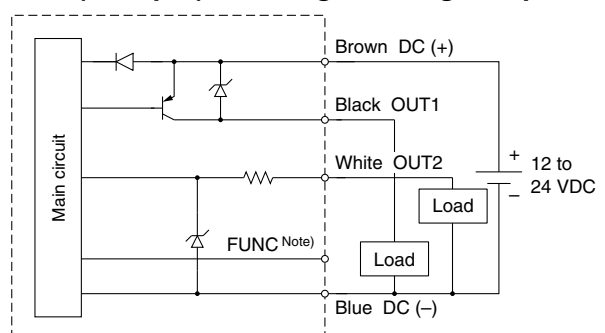 Brown DC (+)
Black OUT1
White OUT2
+ 12 to
24 VDC
–
Main circuit
Load
FUNC Note)
Load
Blue DC (–)